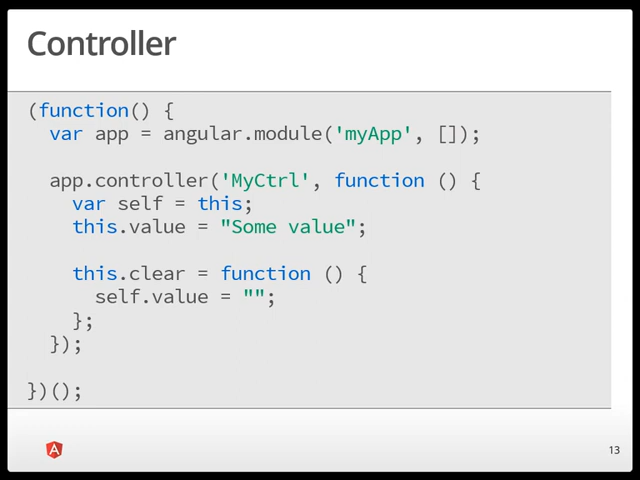 Controller
(function() {
  var app = angular.module('myApp', []);
  app.controller('MyCtrl', function () {
    var self = this;
    this.value = "Some value";
    this.clear = function () {
      self.value = "";
    };
  });
})();
A
13